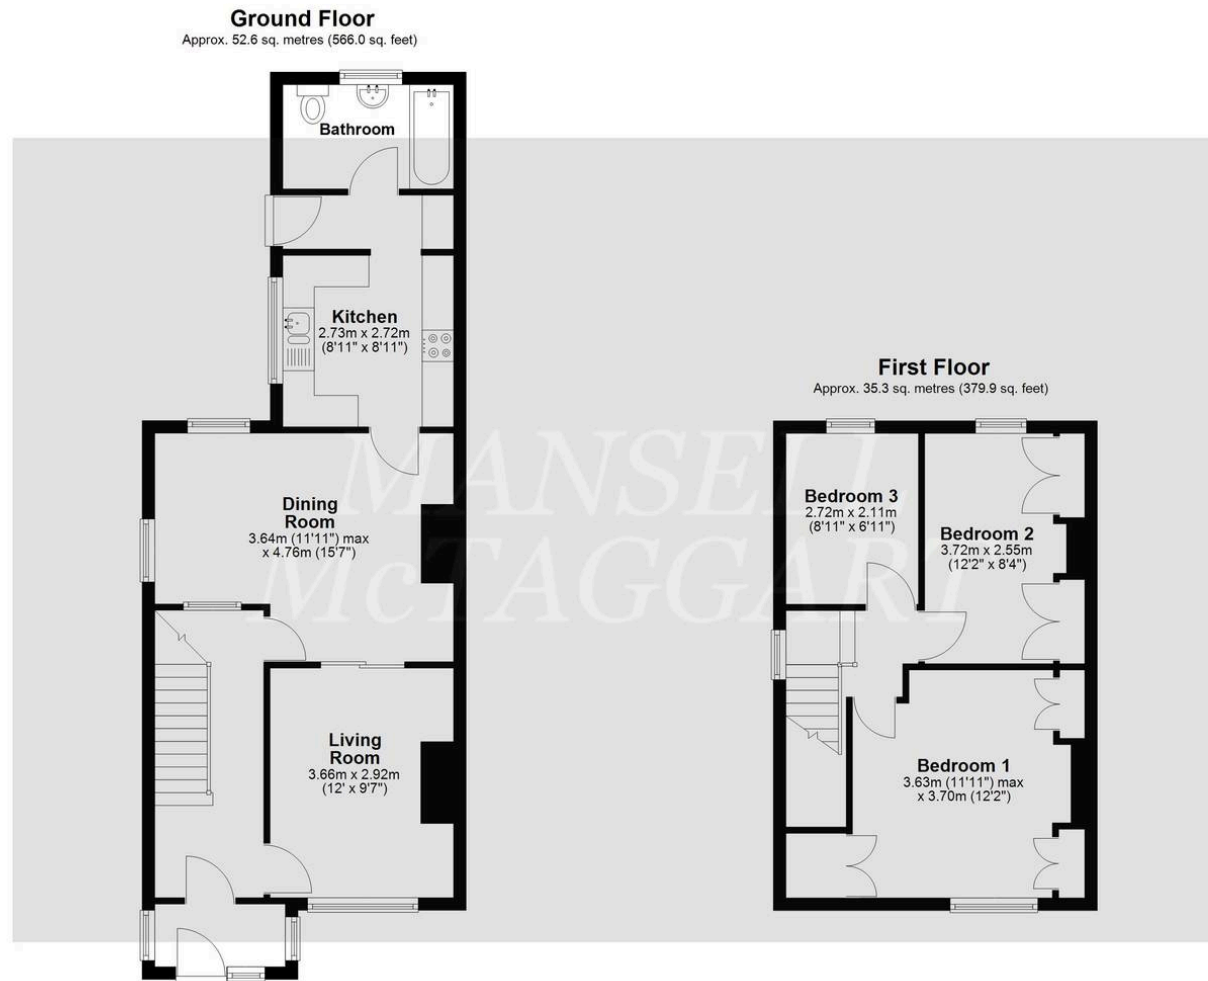 Ground Floor
Approx. 52.6 sq. metres (566.0 sq. feet)
Bathroom
Kitchen
2.73m x 2.72m
(8'11" x 8'11")
Dining
Room
3.64m (11'11") max
x 4.76m (15'7")
Living
Room
3.66m x 2.92m
(12' x 9'7")
First Floor
Approx. 35.3 sq. metres (379.9 sq. feet)
Bedroom 3
2.72m x 2.11m
(8'11" x 6'11")
Bedroom 2
3.72m x 2.55m
(12'2" x 8'4")
Bedroom 1
3.63m (11'11") max
x 3.70m (12'2")
MANSELL
McTAGGART